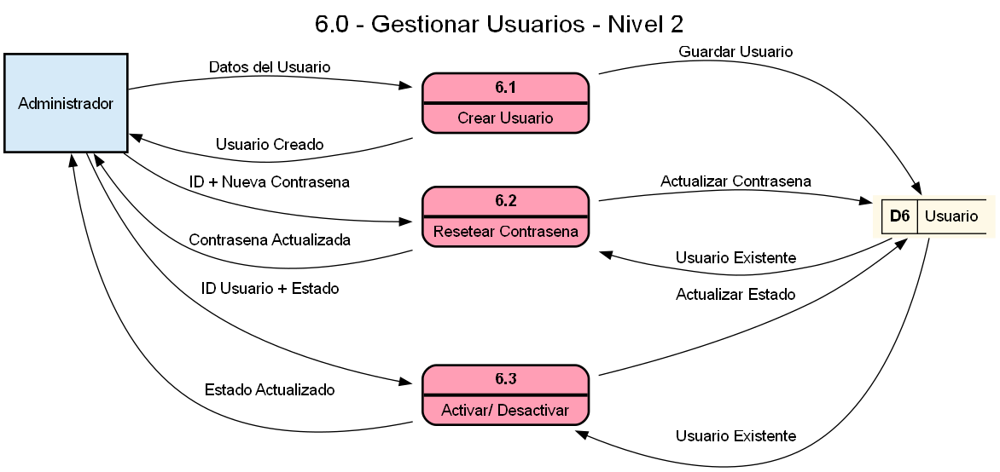 6.0 - Gestionar Usuarios - Nivel 2
Guardar Usuario
Datos del Usuario
6.1
Administrador
Crear Usuario
Usuario Creado
ID + Nueva Contrasena
Actualizar Contrasena
6.2
D6 Usuario
Resetear Contrasena
Contrasena Actualizada
Usuario Existente
ID Usuario + Estado
Actualizar Estado
6.3
Estado Actualizado
Activar/ Desactivar
Usuario Existente